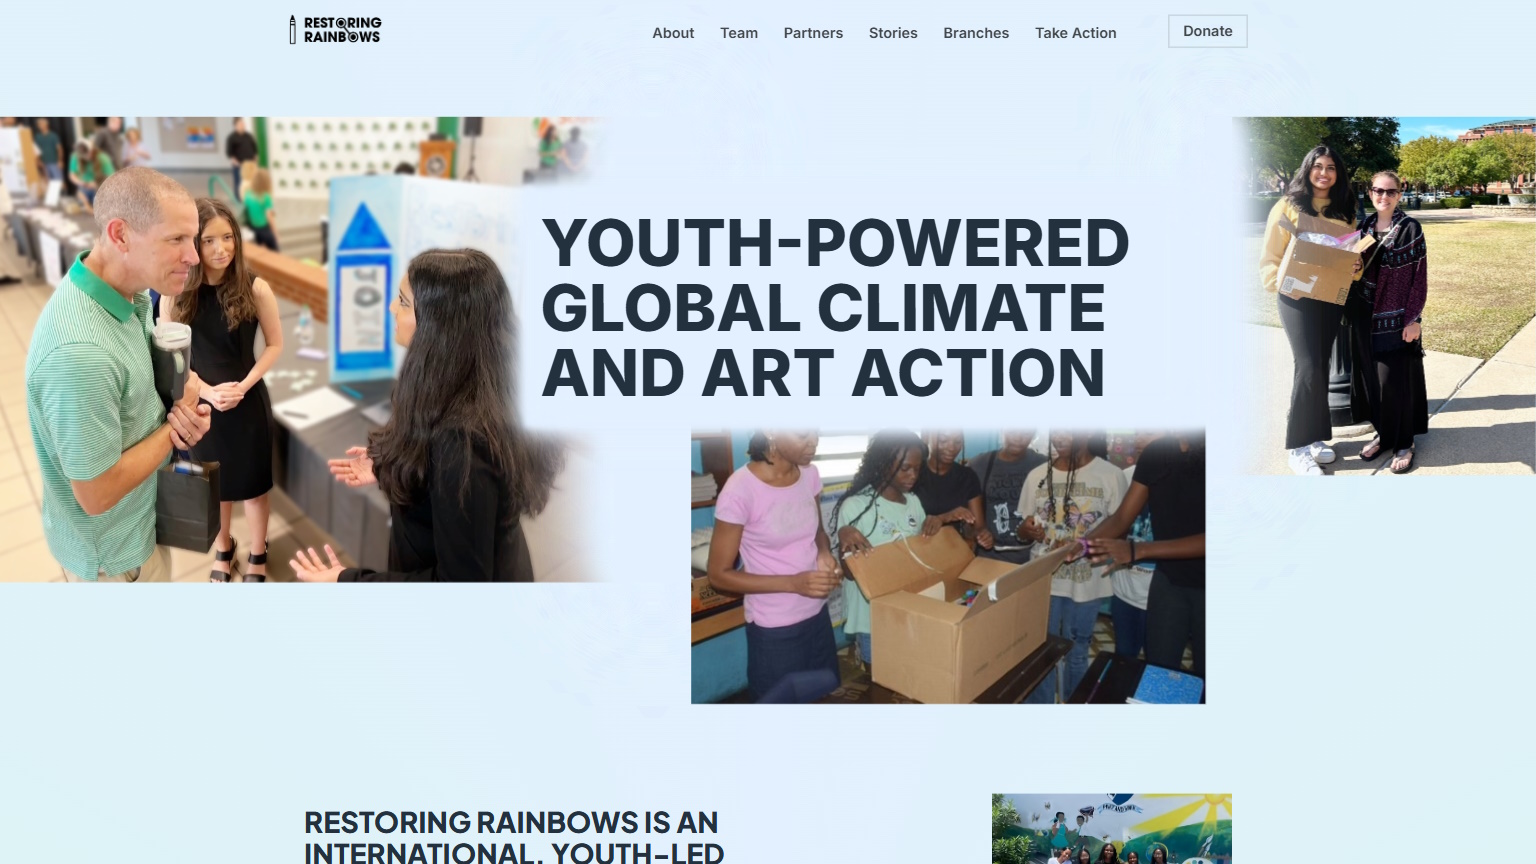 RESTORING
RAINBOWS
About
Team
Partners
Stories
Branches
Take Action
Donate
YOUTH-POWERED
GLOBAL CLIMATE
AND ART ACTION
RESTORING RAINBOWS IS AN
INTERNATIONAL, YOUTH-LED